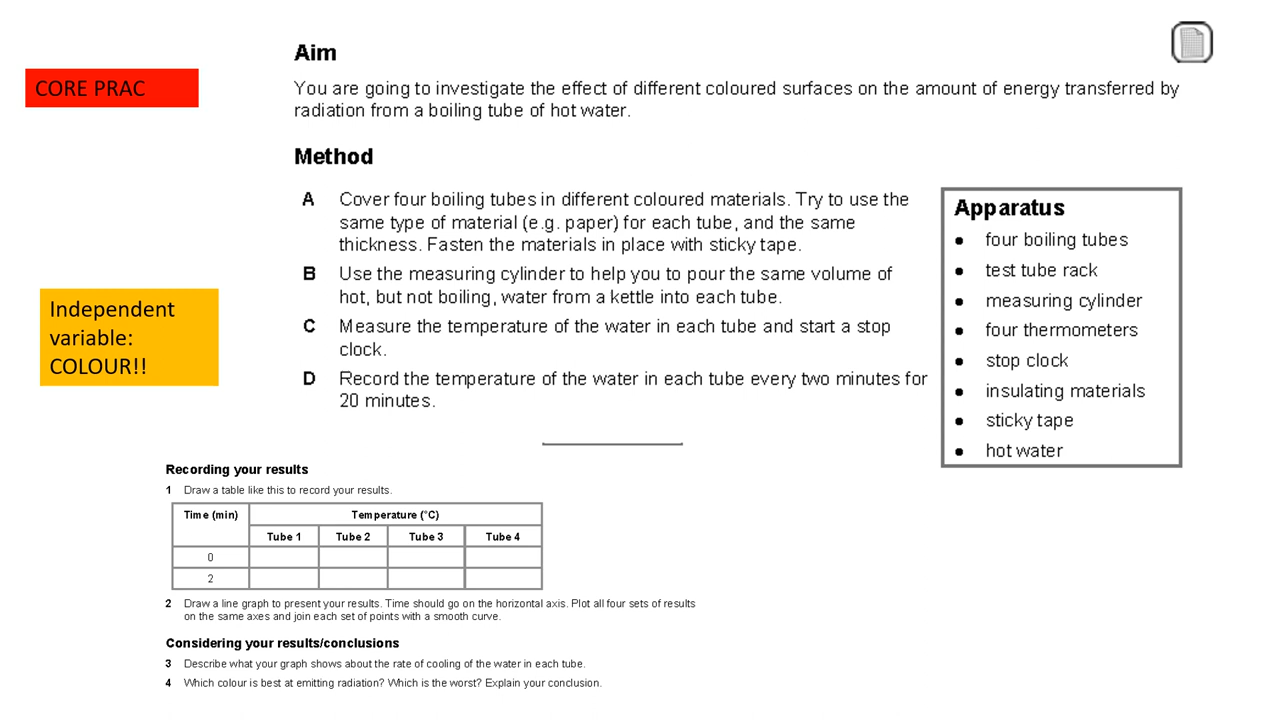 CORE PRAC
Aim
You are going to investigate the effect of different coloured surfaces on the amount of energy transferred by
radiation from a boiling tube of hot water.
Method
A Cover four boiling tubes in different coloured materials. Try to use the
same type of material (e.g. paper) for each tube, and the same
thickness. Fasten the materials in place with sticky tape.
B Use the measuring cylinder to help you to pour the same volume of
hot, but not boiling, water from a kettle into each tube.
C Measure the temperature of the water in each tube and start a stop
clock.
D Record the temperature of the water in each tube every two minutes for
20 minutes.
Apparatus
● four boiling tubes
● test tube rack
● measuring cylinder
● four thermometers
● stop clock
● insulating materials
● sticky tape
● hot water
Independent
variable:
COLOUR!!
Recording your results
1 Draw a table like this to record your results.
Time (min) Temperature (°C)
Tube 1 Tube 2 Tube 3 Tube 4
0
2
2 Draw a line graph to present your results. Time should go on the horizontal axis. Plot all four sets of results
on the same axes and join each set of points with a smooth curve.
Considering your results/conclusions
3 Describe what your graph shows about the rate of cooling of the water in each tube.
4 Which colour is best at emitting radiation? Which is the worst? Explain your conclusion.